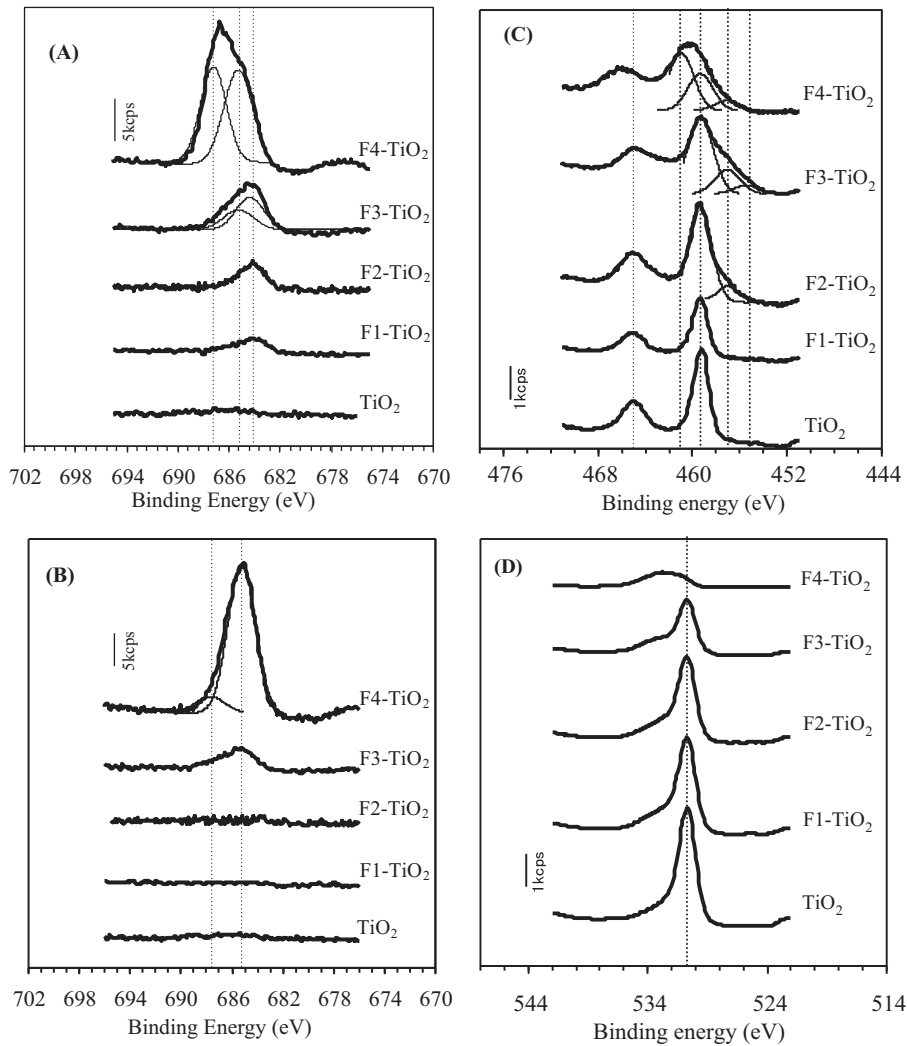 (A)
5kcps
F4-TiO₂
F3-TiO₂
F2-TiO₂
F1-TiO₂
TiO₂
702 698 694 690 686 682 678 674 670
Binding Energy (eV)
(C)
F4-TiO₂
F3-TiO₂
F2-TiO₂
F1-TiO₂
1kcps
TiO₂
476 468 460 452 444
Binding energy (eV)
(B)
5kcps
F4-TiO₂
F3-TiO₂
F2-TiO₂
F1-TiO₂
TiO₂
702 698 694 690 686 682 678 674 670
Binding Energy (eV)
(D)
F4-TiO₂
F3-TiO₂
F2-TiO₂
F1-TiO₂
1kcps
TiO₂
544 534 524 514
Binding energy (eV)